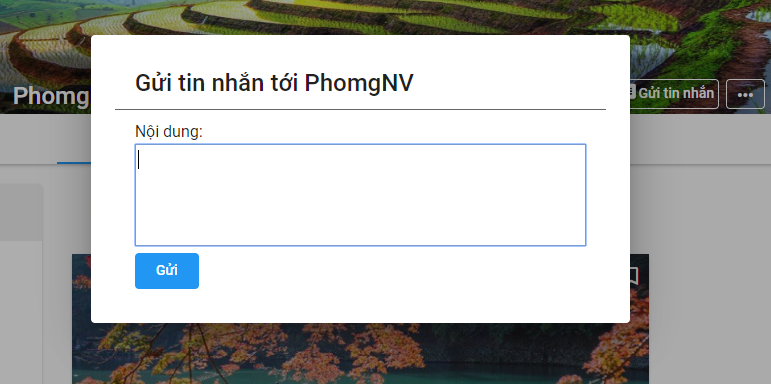 Gửi tin nhắn tới PhomgNV
Phomg
Gửi tin nhắn
Nội dung:
Gửi